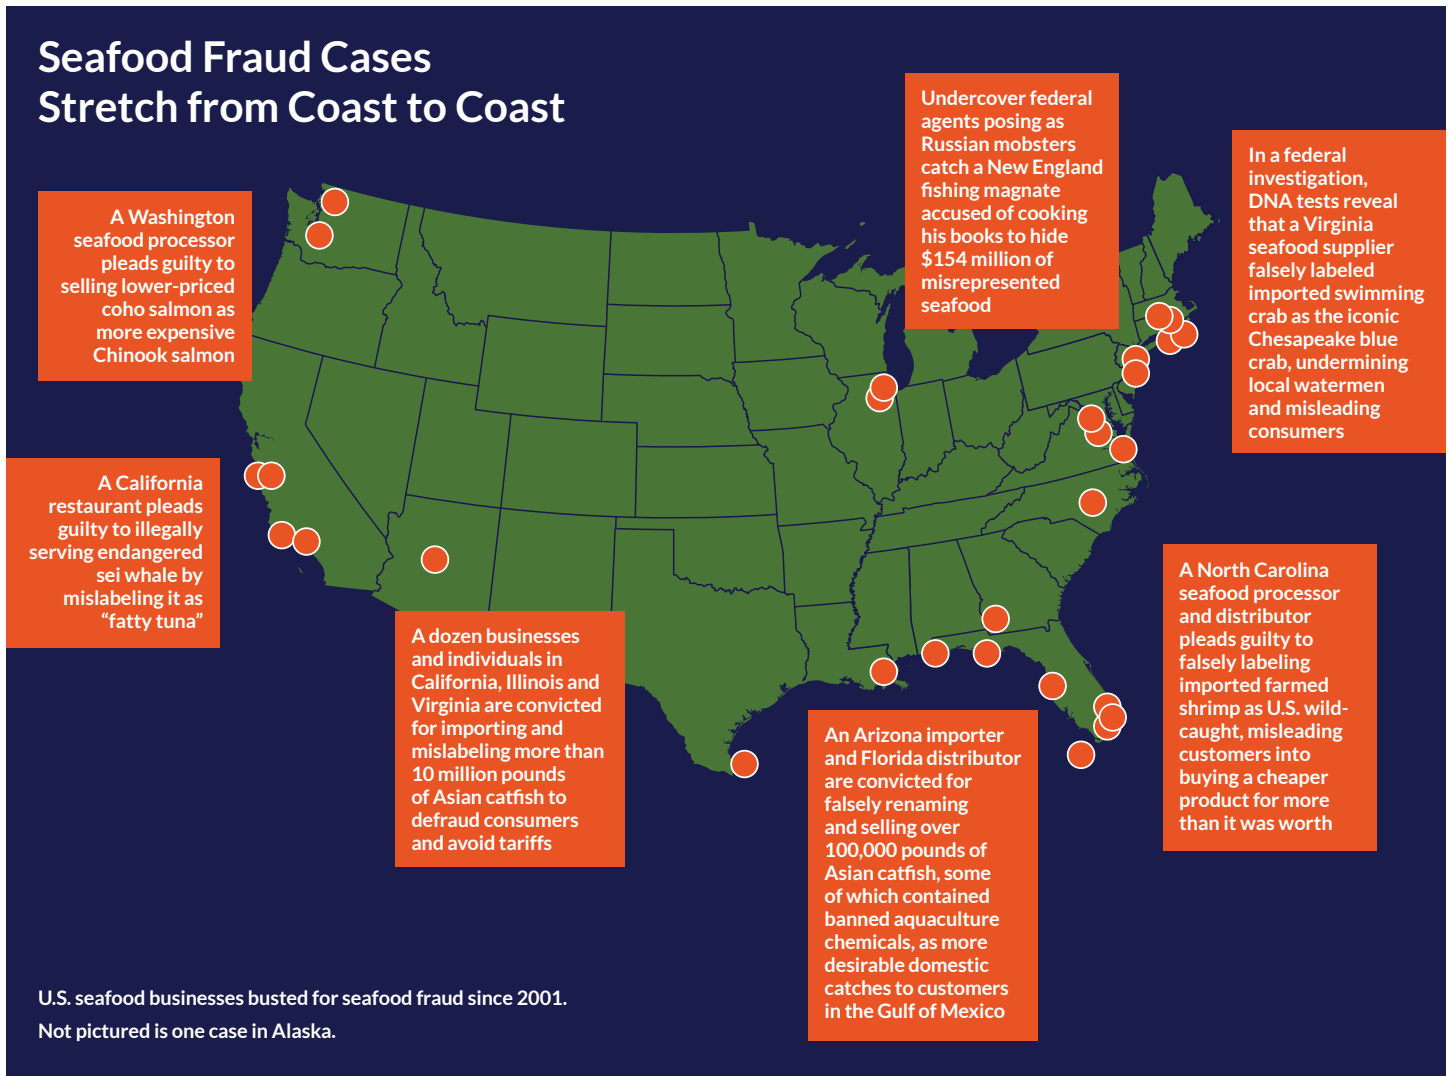 Seafood Fraud Cases
Stretch from Coast to Coast
Undercover federal
agents posing as
Russian mobsters
catch a New England
fishing magnate
accused of cooking
his books to hide
$154 million of
misrepresented
seafood
In a federal
investigation,
DNA tests reveal
that a Virginia
seafood supplier
falsely labeled
imported swimming
crab as the iconic
Chesapeake blue
crab, undermining
local watermen
and misleading
consumers
A Washington
seafood processor
pleads guilty to
selling lower-priced
coho salmon as
more expensive
Chinook salmon
A California
restaurant pleads
guilty to illegally
serving endangered
sei whale by
mislabeling it as
“fatty tuna”
A dozen businesses
and individuals in
California, Illinois and
Virginia are convicted
for importing and
mislabeling more than
10 million pounds
of Asian catfish to
defraud consumers
and avoid tariffs
An Arizona importer
and Florida distributor
are convicted for
falsely renaming
and selling over
100,000 pounds of
Asian catfish, some
of which contained
banned aquaculture
chemicals, as more
desirable domestic
catches to customers
in the Gulf of Mexico
A North Carolina
seafood processor
and distributor
pleads guilty to
falsely labeling
imported farmed
shrimp as U.S. wild-
caught, misleading
customers into
buying a cheaper
product for more
than it was worth
U.S. seafood businesses busted for seafood fraud since 2001.
Not pictured is one case in Alaska.